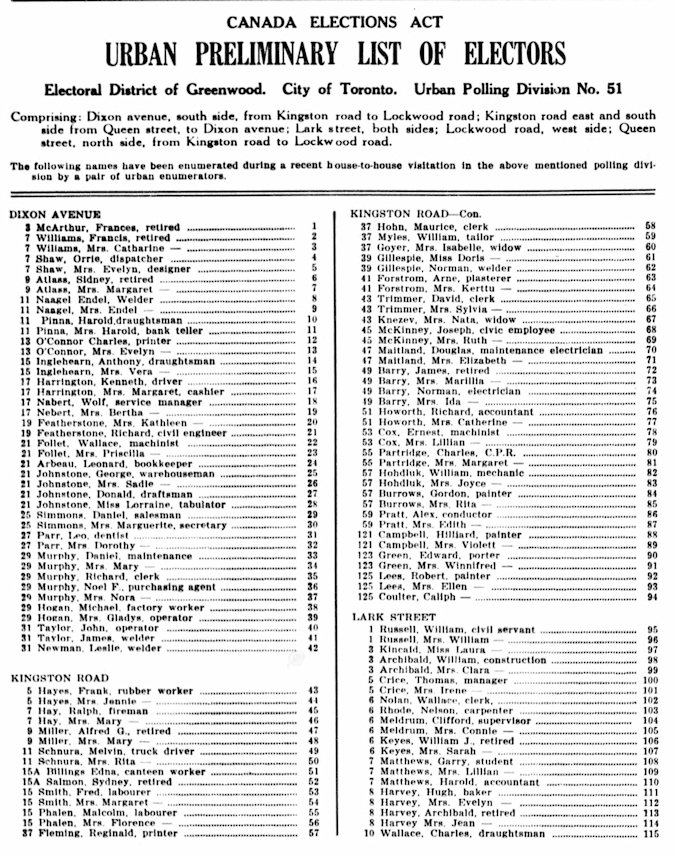 CANADA ELECTIONS ACT
URBAN PRELIMINARY LIST OF ELECTORS
Electoral District of Greenwood. City of Toronto. Urban Polling Division No. 51
Comprising: Dixon avenue, south side, from Kingston road to Lockwood road; Kingston road east and south
side from Queen street, to Dixon avenue; Lark street, both sides; Lockwood road, west side; Queen
street, north side, from Kingston road to Lockwood road.
The following names have been enumerated during a recent house-to-house visitation in the above mentioned polling divi-
sion by a pair of urban enumerators.
DIXON AVENUE
3 McArthur, Frances, retired 1
7 Williams, Francis, retired 2
7 Wiliams, Mrs. Catharine — 3
7 Shaw, Orrie, dispatcher 4
7 Shaw, Mrs. Evelyn, designer 5
9 Atlass, Sidney, retired 6
9 Atlass, Mrs. Margaret — 7
11 Naagel Endel, Welder 8
11 Naagel, Mrs. Endel — 9
11 Pinna, Harold,draughtsman 10
11 Pinna, Mrs. Harold, bank teller 11
13 O'Connor Charles, printer 12
13 O'Connor, Mrs. Evelyn — 13
15 Inglehearn, Anthony, draughtsman 14
15 Inglehearn, Mrs. Vera — 15
17 Harrington, Kenneth, driver 16
17 Harrington, Mrs. Margaret, cashier 17
17 Nabert, Wolf, service manager 18
17 Nebert, Mrs. Bertha — 19
19 Featherstone, Mrs. Kathleen — 20
19 Featherstone, Richard, civil engineer 21
21 Follet, Wallace, machinist 22
21 Follet, Mrs. Priscilla — 23
21 Arbeau, Leonard, bookkeeper 24
21 Johnstone, George, warehouseman 25
21 Johnstone, Mrs. Sadie — 26
21 Johnstone, Donald, draftsman 27
21 Johnstone, Miss Lorraine, tabulator 28
25 Simmons, Daniel, salesman 29
25 Simmons, Mrs. Marguerite, secretary 30
27 Parr, Leo, dentist 31
27 Parr, Mrs. Dorothy — 32
29 Murphy, Daniel, maintenance 33
29 Murphy, Mrs. Mary — 34
29 Murphy, Richard, clerk 35
29 Murphy, Noel F., purchasing agent 36
29 Murphy, Mrs. Nora — 37
29 Hogan, Michael, factory worker 38
29 Hogan, Mrs. Gladys, operator 39
31 Taylor, John, operator 40
31 Taylor, James, welder 41
31 Newman, Leslie, welder 42
KINGSTON ROAD
5 Hayes, Frank, rubber worker 43
5 Hayes, Mrs. Jennie — 44
7 Hay, Ralph, fireman 45
7 Hay, Mrs. Mary — 46
9 Miller, Alfred G., retired 47
9 Miller, Mrs. Mary — 48
11 Schnura, Melvin, truck driver 49
11 Schnura, Mrs. Rita — 50
15A Billings Edna, canteen worker 51
15A Salmon, Sydney, retired 52
15 Smith, Fred, labourer 53
15 Smith, Mrs. Margaret — 54
15 Phalen, Malcolm, labourer 55
15 Phalen, Mrs. Florence — 56
37 Fleming, Reginald, printer 57
KINGSTON ROAD—Con.
37 Hohn, Maurice, clerk 58
37 Myles, William, tailor 59
37 Goyer, Mrs. Isabelle, widow 60
39 Gillespie, Miss Doris — 61
39 Gillespie, Norman, welder 62
41 Forstrom, Arne, plasterer 63
41 Forstrom, Mrs. Kerttu — 64
43 Trimmer, David, clerk 65
43 Trimmer, Mrs. Sylvia — 66
43 Knezev, Mrs. Nata, widow 67
45 McKinney, Joseph, civic employee 68
45 McKinney, Mrs. Ruth — 69
47 Maitland, Douglas, maintenance electrician 70
47 Maitland, Mrs. Elizabeth — 71
49 Barry, James, retired 72
49 Barry, Mrs. Marillia — 73
49 Barry, Norman, electrician 74
49 Barry, Mrs. Ida — 75
51 Howorth, Richard, accountant 76
51 Howorth, Mrs. Catherine — 77
53 Cox, Ernest, machinist 78
53 Cox, Mrs. Lillian — 79
55 Partridge, Charles, C.P.R. 80
55 Partridge, Mrs. Margaret — 81
57 Hohdluk, William, mechanic 82
57 Hohdluk, Mrs. Joyce — 83
57 Burrows, Gordon, painter 84
57 Burrows, Mrs. Rita — 85
59 Pratt, Alex, conductor 86
59 Pratt, Mrs. Edith — 87
121 Campbell, Hilliard, painter 88
121 Campbell, Mrs. Violett — 89
123 Green, Edward, porter 90
123 Green, Mrs. Winnifred — 91
125 Lees, Robert, painter 92
125 Lees, Mrs. Ellen — 93
125 Coulter, Caliph — 94
LARK STREET
1 Russell, William, civil servant 95
1 Russell, Mrs. William — 96
3 Kincaid, Miss Laura — 97
3 Archibald, William, construction 98
3 Archibald, Mrs. Clara — 99
5 Crice, Thomas, manager 100
5 Crice, Mrs Irene — 101
6 Nolan, Wallace, clerk, 102
6 Rhode, Nelson, carpenter 103
6 Meldrum, Clifford, supervisor 104
6 Meldrum, Mrs. Connie — 105
6 Keyes, William J., retired 106
6 Keyes, Mrs. Sarah — 107
7 Matthews, Garry, student 108
7 Matthews, Mrs. Lillian — 109
7 Matthews, Harold, accountant 110
8 Harvey, Hugh, baker 111
8 Harvey, Mrs. Evelyn — 112
8 Harvey, Archibald, retired 113
8 Harvey Mrs. Jean — 114
10 Wallace, Charles, draughtsman 115